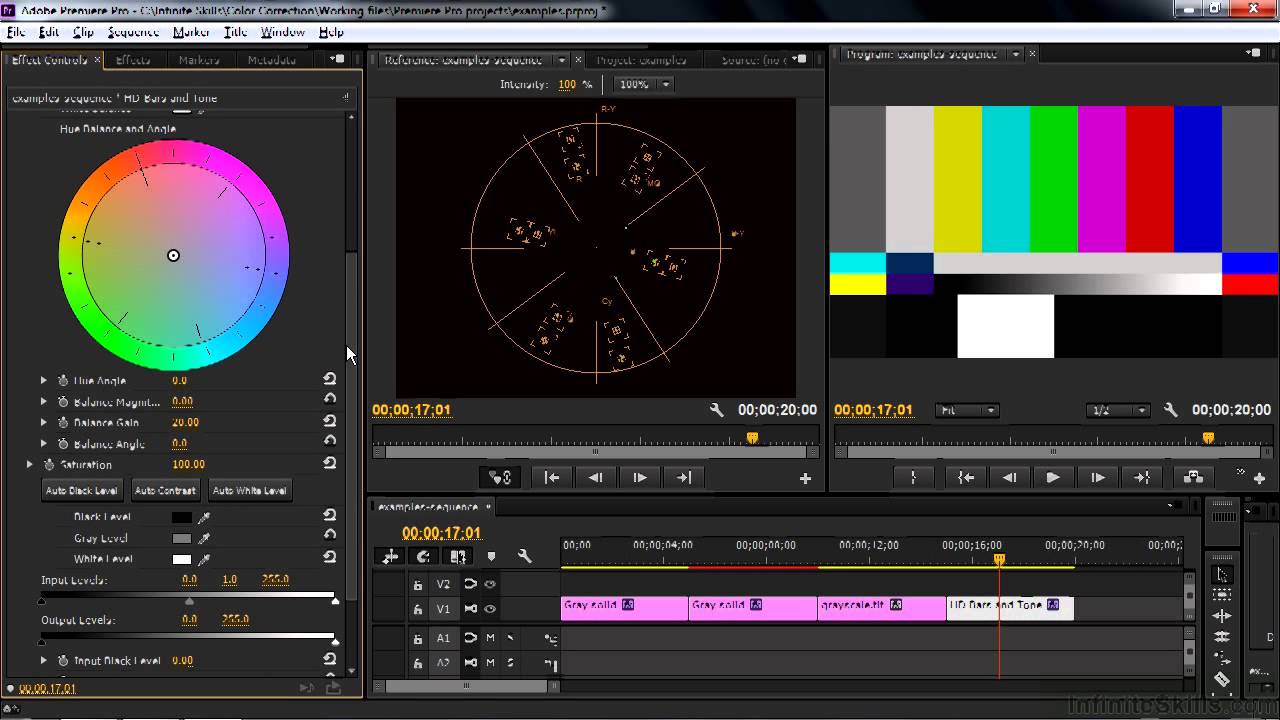 Adobe Premiere Pro - C:\Infinite Skills\Color Correction\Working files\Premiere Pro projects\examples.prproj *
File Edit Clip Sequence Marker Title Window Help
Effect Controls × Effects Markers Metadata
examples sequence * HD Bars and Tone
Hue Balance and Angle
Hue Angle 0.0
Balance Magnit... 0.00
Balance Gain 20.00
Balance Angle 0.0
Saturation 100.00
Auto Black Level Auto Contrast Auto White Level
Black Level
Gray Level
White Level
Input Levels: 0.0 1.0 255.0
Output Levels: 0.0 255.0
Input Black Level 0.00
00;00;17;01
Reference: examples sequence × Project: examples Source: (no
Intensity: 100 % 100%
R-Y
R
MG
CY
B-Y
00;00;17;01 00;00;20;00
Program: examples sequence ×
00;00;17;01 Fit 1/2 00;00;20;00
examples sequence ×
00;00;17;01
00;00 00;00;04;00 00;00;08;00 00;00;12;00 00;00;16;00 00;00;20;00
V2
V1 Gray solid Gray solid grayscale.tif HD Bars and Tone
A1 M S
A2 M S
InfiniteSkills.com